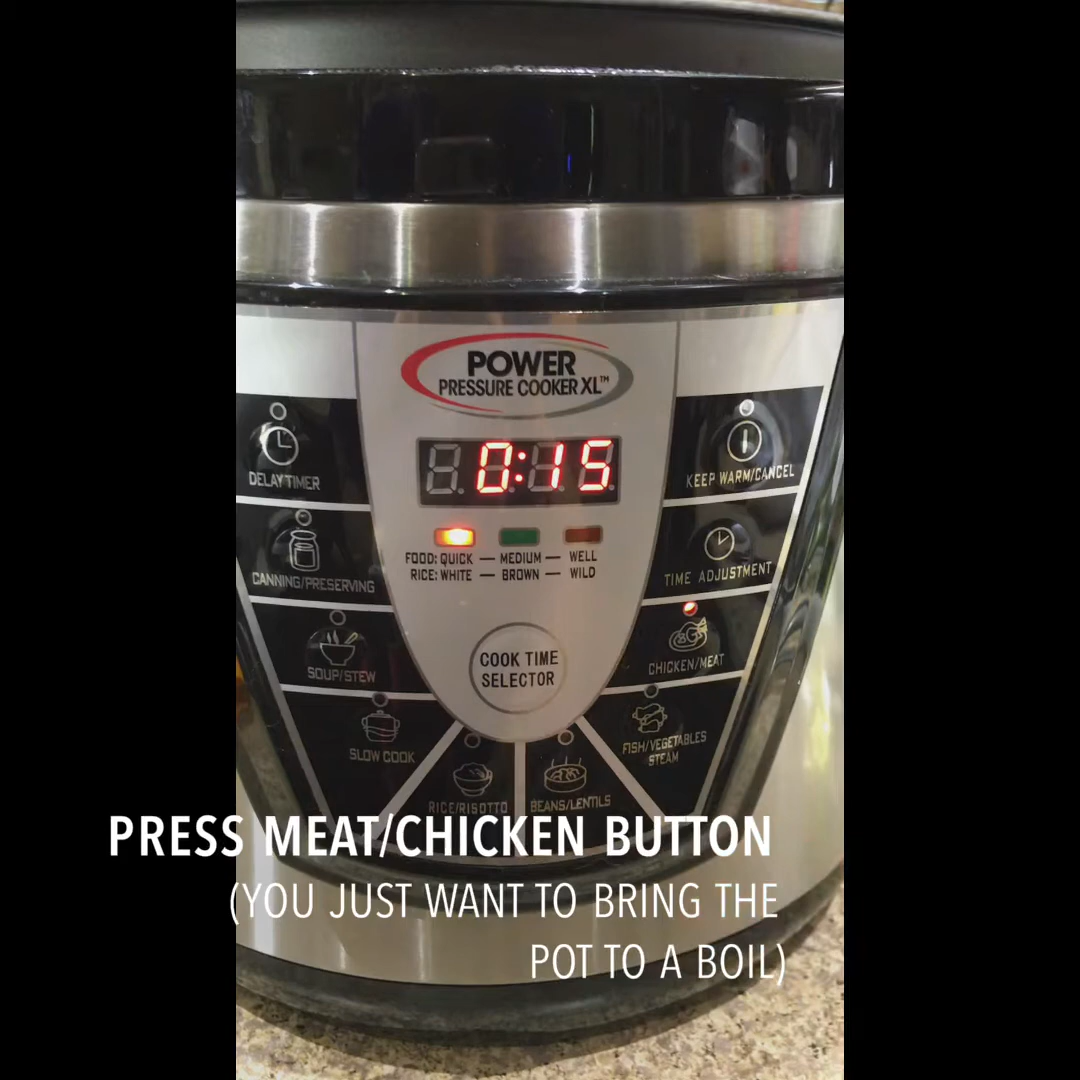 POWER
PRESSURE COOKER XL™
DELAY TIMER
0:15
KEEP WARM/CANCEL
CANNING/PRESERVING
FOOD: QUICK — MEDIUM — WELL
RICE: WHITE — BROWN — WILD
TIME ADJUSTMENT
SOUP/STEW
COOK TIME
SELECTOR
CHICKEN/MEAT
SLOW COOK
FISH/VEGETABLES
STEAM
RICE/RISOTTO
BEANS/LENTILS
PRESS MEAT/CHICKEN BUTTON
(YOU JUST WANT TO BRING THE
POT TO A BOIL)